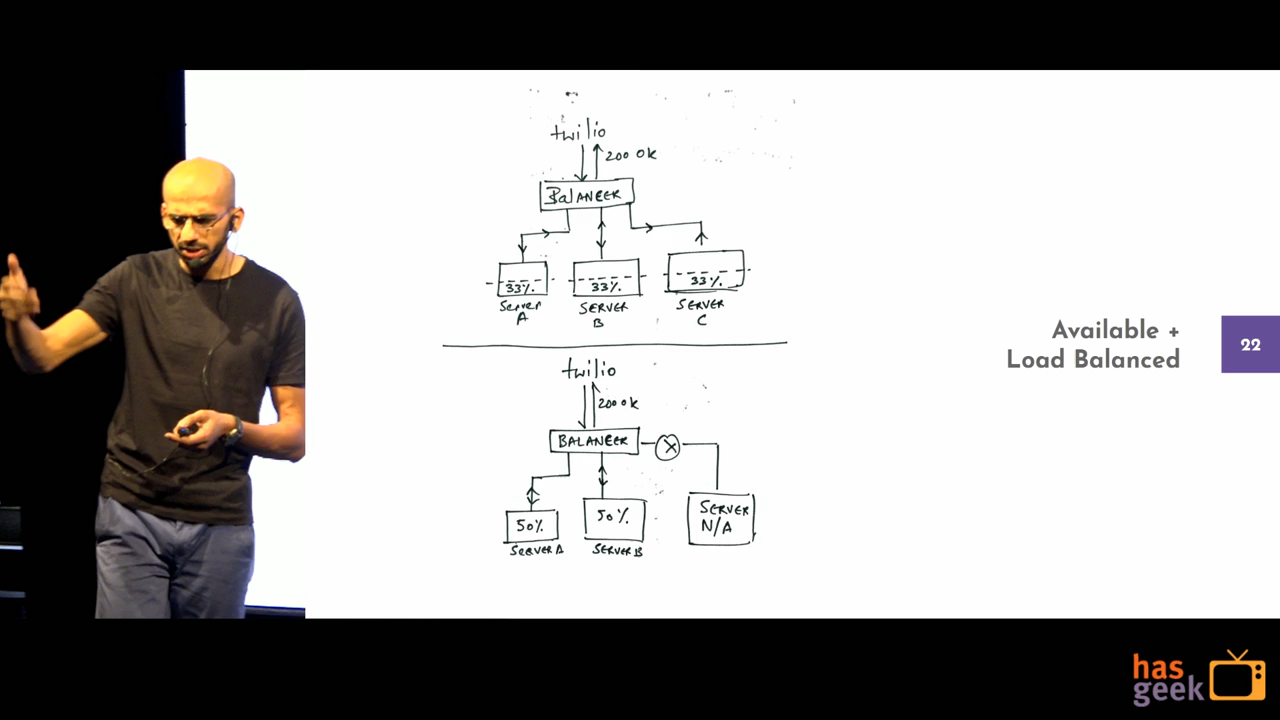 twilio
200 Ok
BalANCER
33%.
33%.
33%.
SERVER
A
SERVER
B
SERVER
C
twilio
200 Ok
BALANCER
50%.
50%.
SERVER
N/A
SERVER A
SERVER B
Available +
Load Balanced
22
has
geek